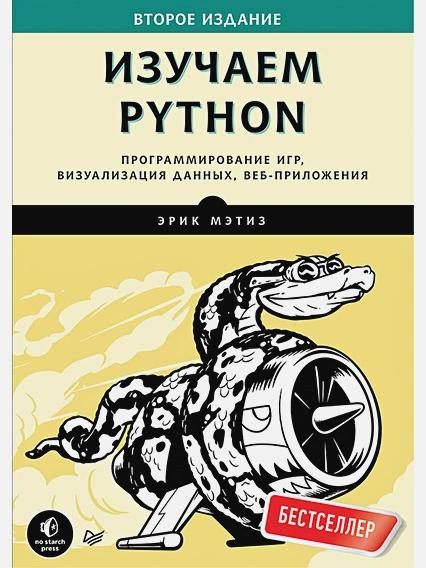 ВТОРОЕ ИЗДАНИЕ
ИЗУЧАЕМ
PYTHON
ПРОГРАММИРОВАНИЕ ИГР,
ВИЗУАЛИЗАЦИЯ ДАННЫХ, ВЕБ-ПРИЛОЖЕНИЯ
ЭРИК МЭТИЗ
БЕСТСЕЛЛЕР
no starch
press